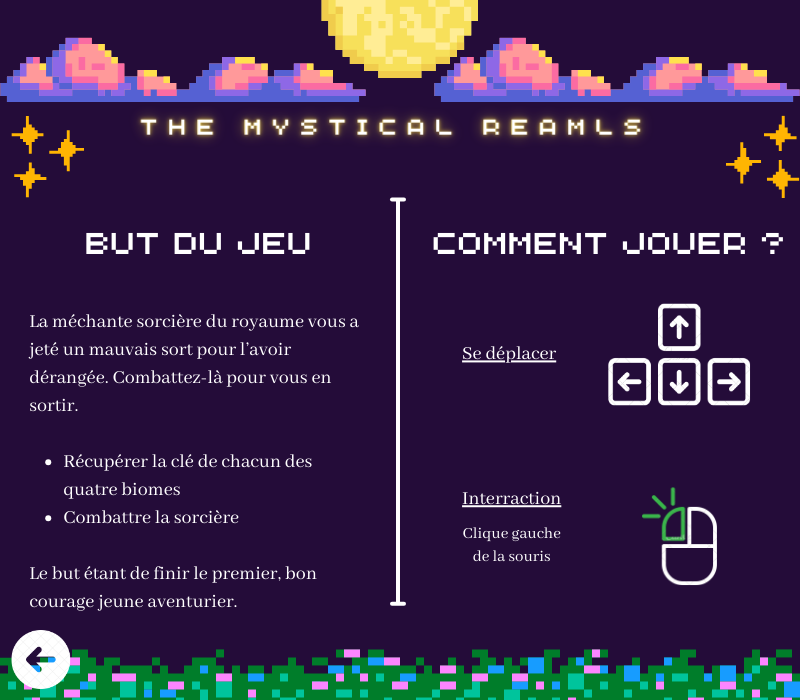 THE MYSTICAL REAMLS
BUT DU JEU
La méchante sorcière du royaume vous a
jeté un mauvais sort pour l'avoir
dérangée. Combattez-là pour vous en
sortir.
• Récupérer la clé de chacun des
quatre biomes
• Combattre la sorcière
Le but étant de finir le premier, bon
courage jeune aventurier.
COMMENT JOUER ?
Se déplacer
Interraction
Clique gauche
de la souris